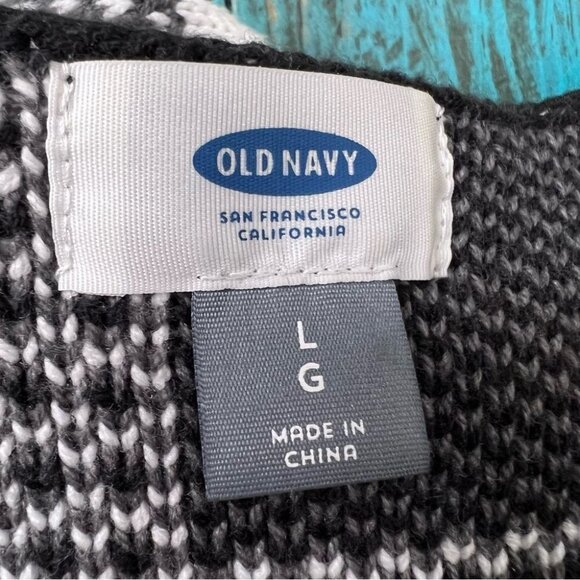 OLD NAVY
SAN FRANCISCO
CALIFORNIA
L
G
MADE IN
CHINA